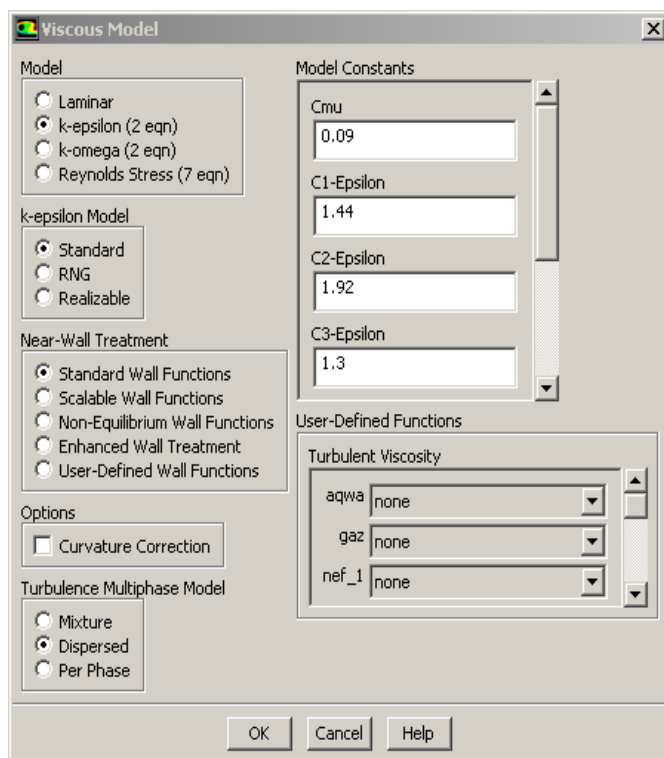 Viscous Model
Model
Laminar
k-epsilon (2 eqn)
k-omega (2 eqn)
Reynolds Stress (7 eqn)
k-epsilon Model
Standard
RNG
Realizable
Near-Wall Treatment
Standard Wall Functions
Scalable Wall Functions
Non-Equilibrium Wall Functions
Enhanced Wall Treatment
User-Defined Wall Functions
Options
Curvature Correction
Turbulence Multiphase Model
Mixture
Dispersed
Per Phase
Model Constants
Cmu
0.09
C1-Epsilon
1.44
C2-Epsilon
1.92
C3-Epsilon
1.3
User-Defined Functions
Turbulent Viscosity
aqwa none
gaz none
nef_1 none
OK Cancel Help